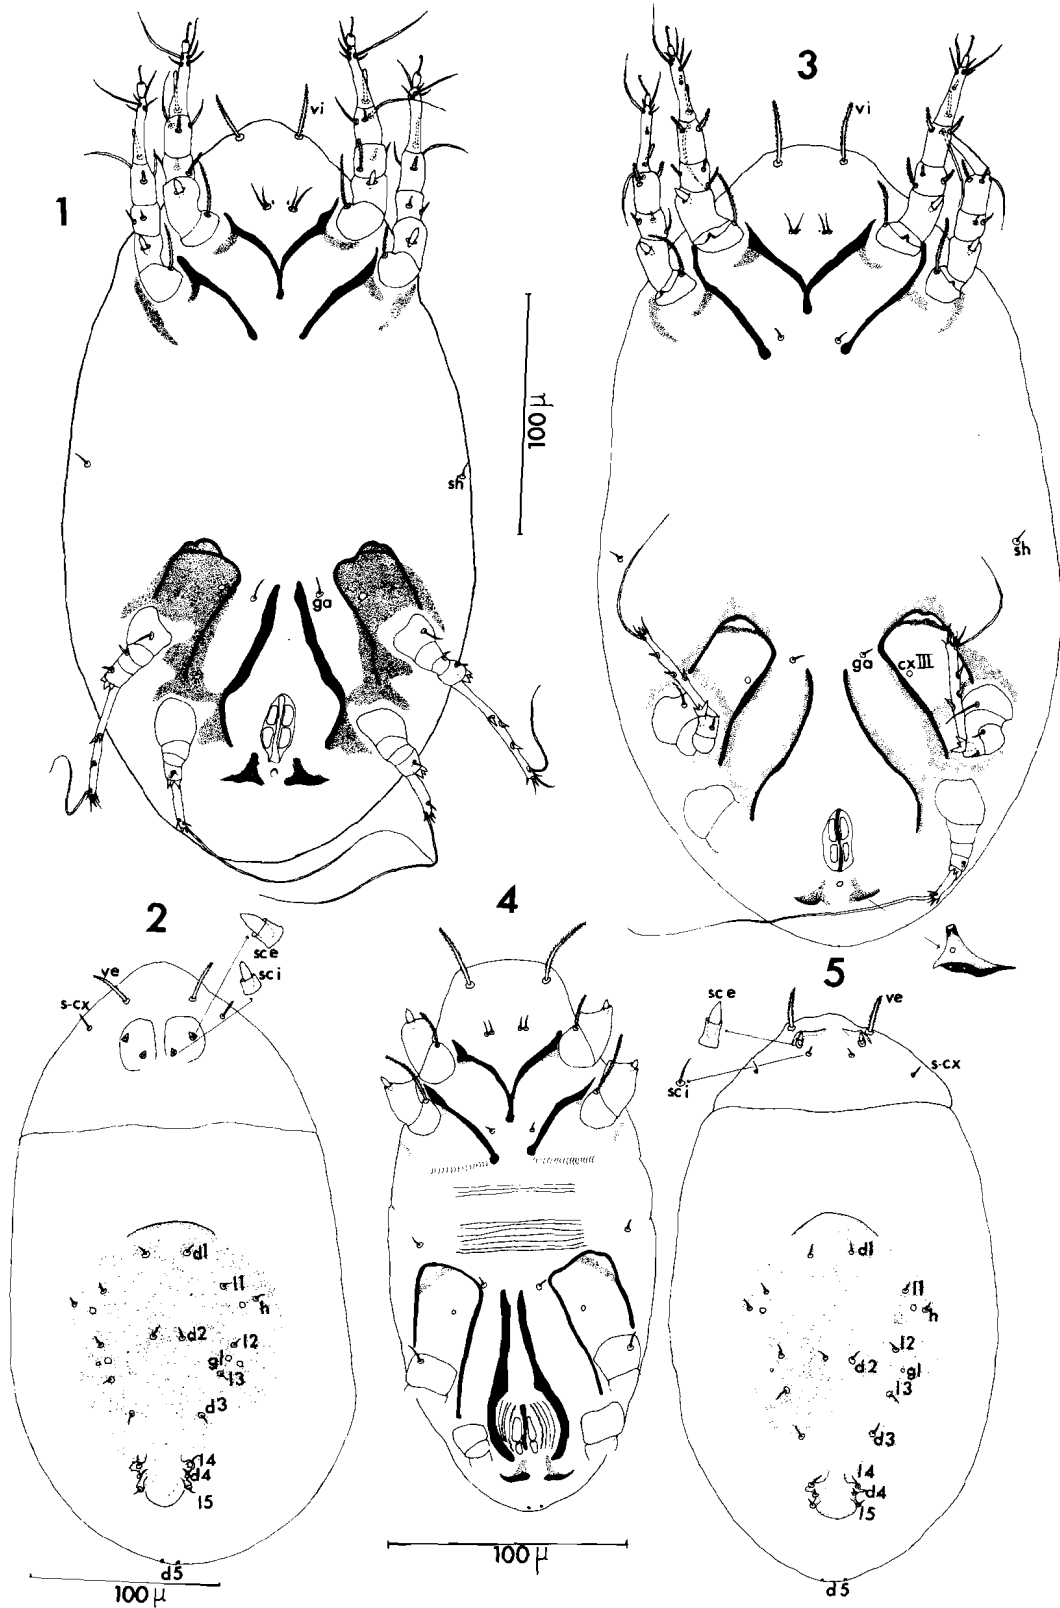 1
vi
sh
ga
100 μ
3
vi
sh
ga
cxIII
2
sce
sci
ve
s-cx
d1
l1
h
d2
l2
gl
l3
d3
l4
d4
l5
d5
100 μ
4
100 μ
5
sce
ve
sci
s-cx
d1
l1
h
l2
d2
gl
l3
d3
l4
d4
l5
d5